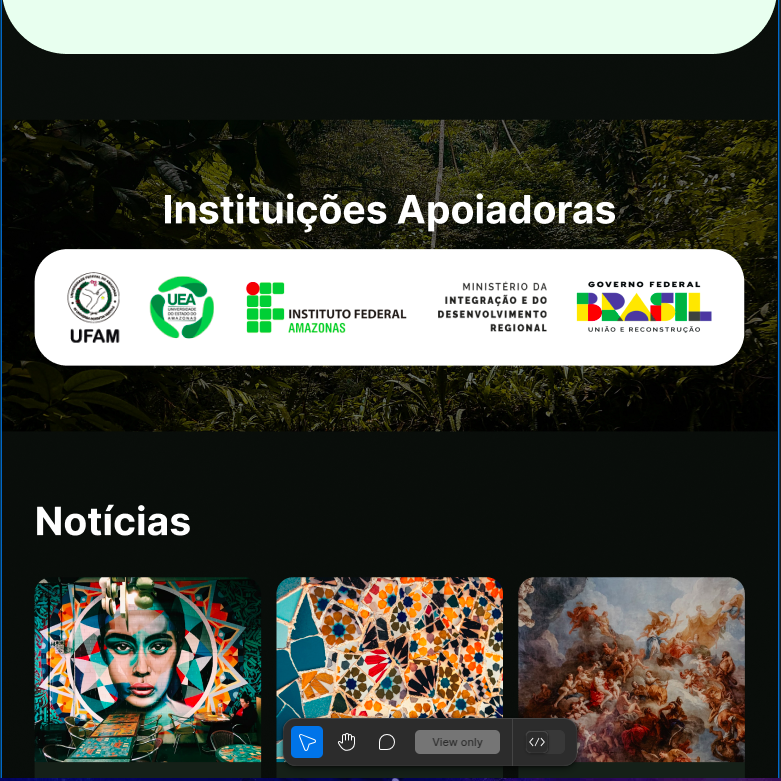 Instituições Apoiadoras
UFAM
UEA
UNIVERSIDADE
DO ESTADO DO
AMAZONAS
INSTITUTO FEDERAL
AMAZONAS
MINISTÉRIO DA
INTEGRAÇÃO E DO
DESENVOLVIMENTO
REGIONAL
GOVERNO FEDERAL
BRASIL
UNIÃO E RECONSTRUÇÃO
Notícias
View only